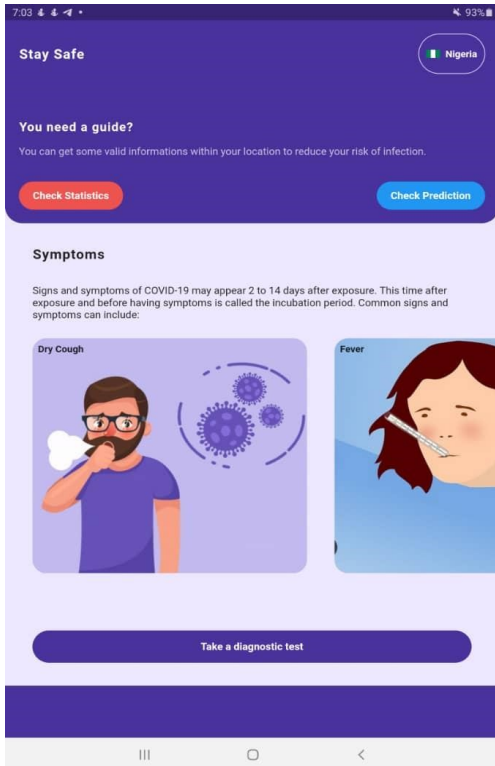 7:03
93%
Stay Safe
Nigeria
You need a guide?
You can get some valid informations within your location to reduce your risk of infection.
Check Statistics
Check Prediction
Symptoms
Signs and symptoms of COVID-19 may appear 2 to 14 days after exposure. This time after
exposure and before having symptoms is called the incubation period. Common signs and
symptoms can include:
Dry Cough
Fever
Take a diagnostic test